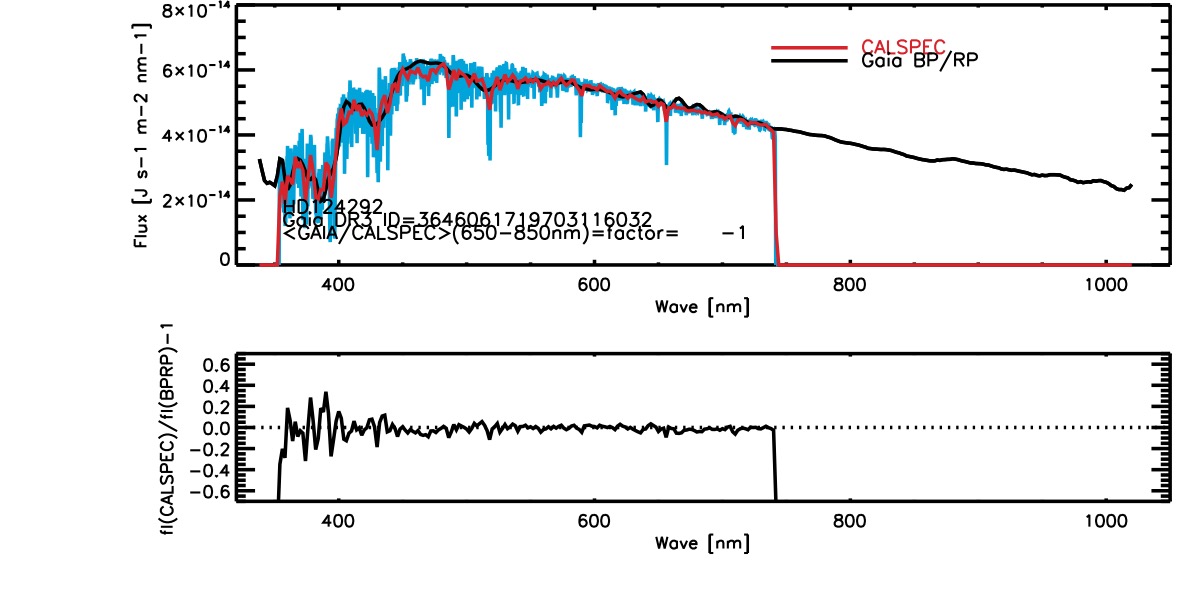 8×10−14
6×10−14
4×10−14
2×10−14
0
Flux [J s−1 m−2 nm−1]
CALSPEC
Gaia BP/RP
HD124292
Gaia DR3 ID=3646061719703116032
<GAIA/CALSPEC>(650−850nm)=factor= −1
400 600 800 1000
Wave [nm]
fl(CALSPEC)/fl(BPRP)−1
0.6
0.4
0.2
0.0
−0.2
−0.4
−0.6
400 600 800 1000
Wave [nm]